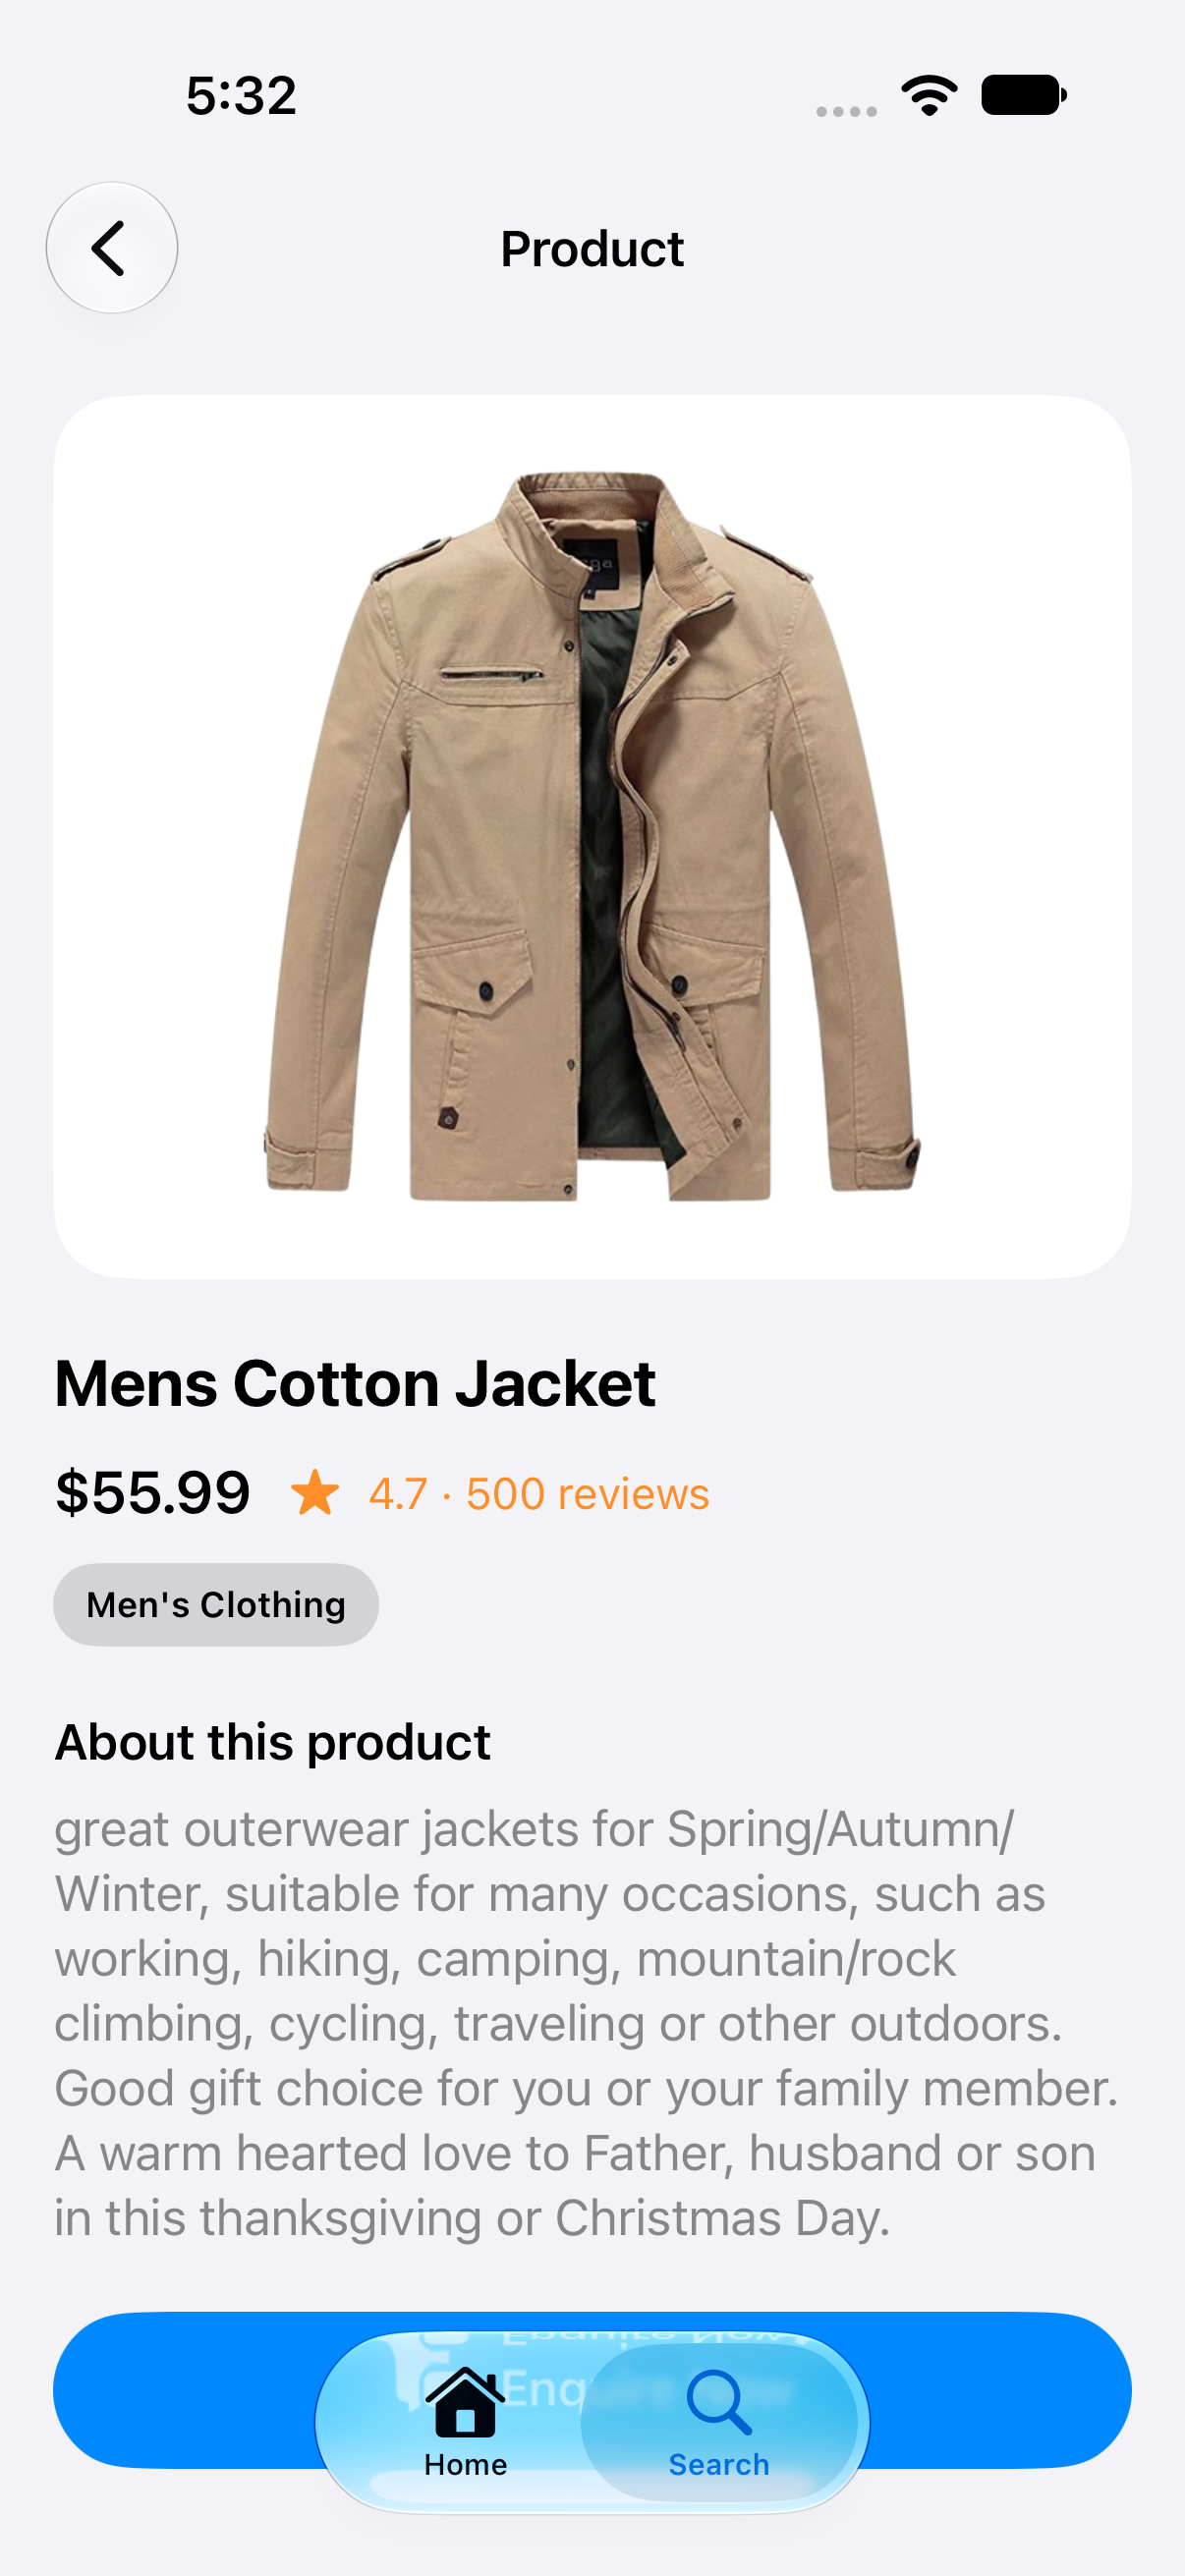 5:32
Product
Mens Cotton Jacket
$55.99 4.7 · 500 reviews
Men's Clothing
About this product
great outerwear jackets for Spring/Autumn/
Winter, suitable for many occasions, such as
working, hiking, camping, mountain/rock
climbing, cycling, traveling or other outdoors.
Good gift choice for you or your family member.
A warm hearted love to Father, husband or son
in this thanksgiving or Christmas Day.
Home
Search